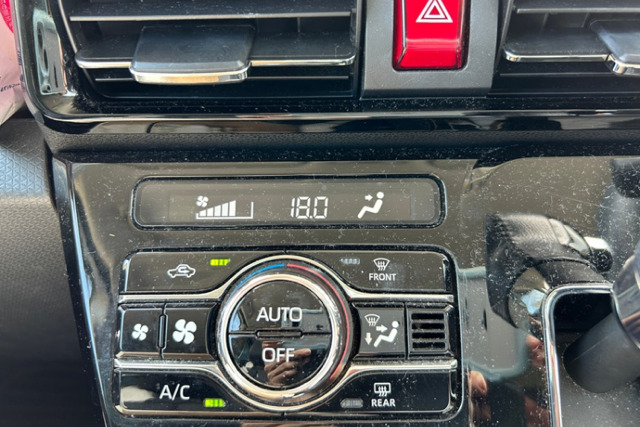 18.0
FRONT
AUTO
OFF
A/C
REAR